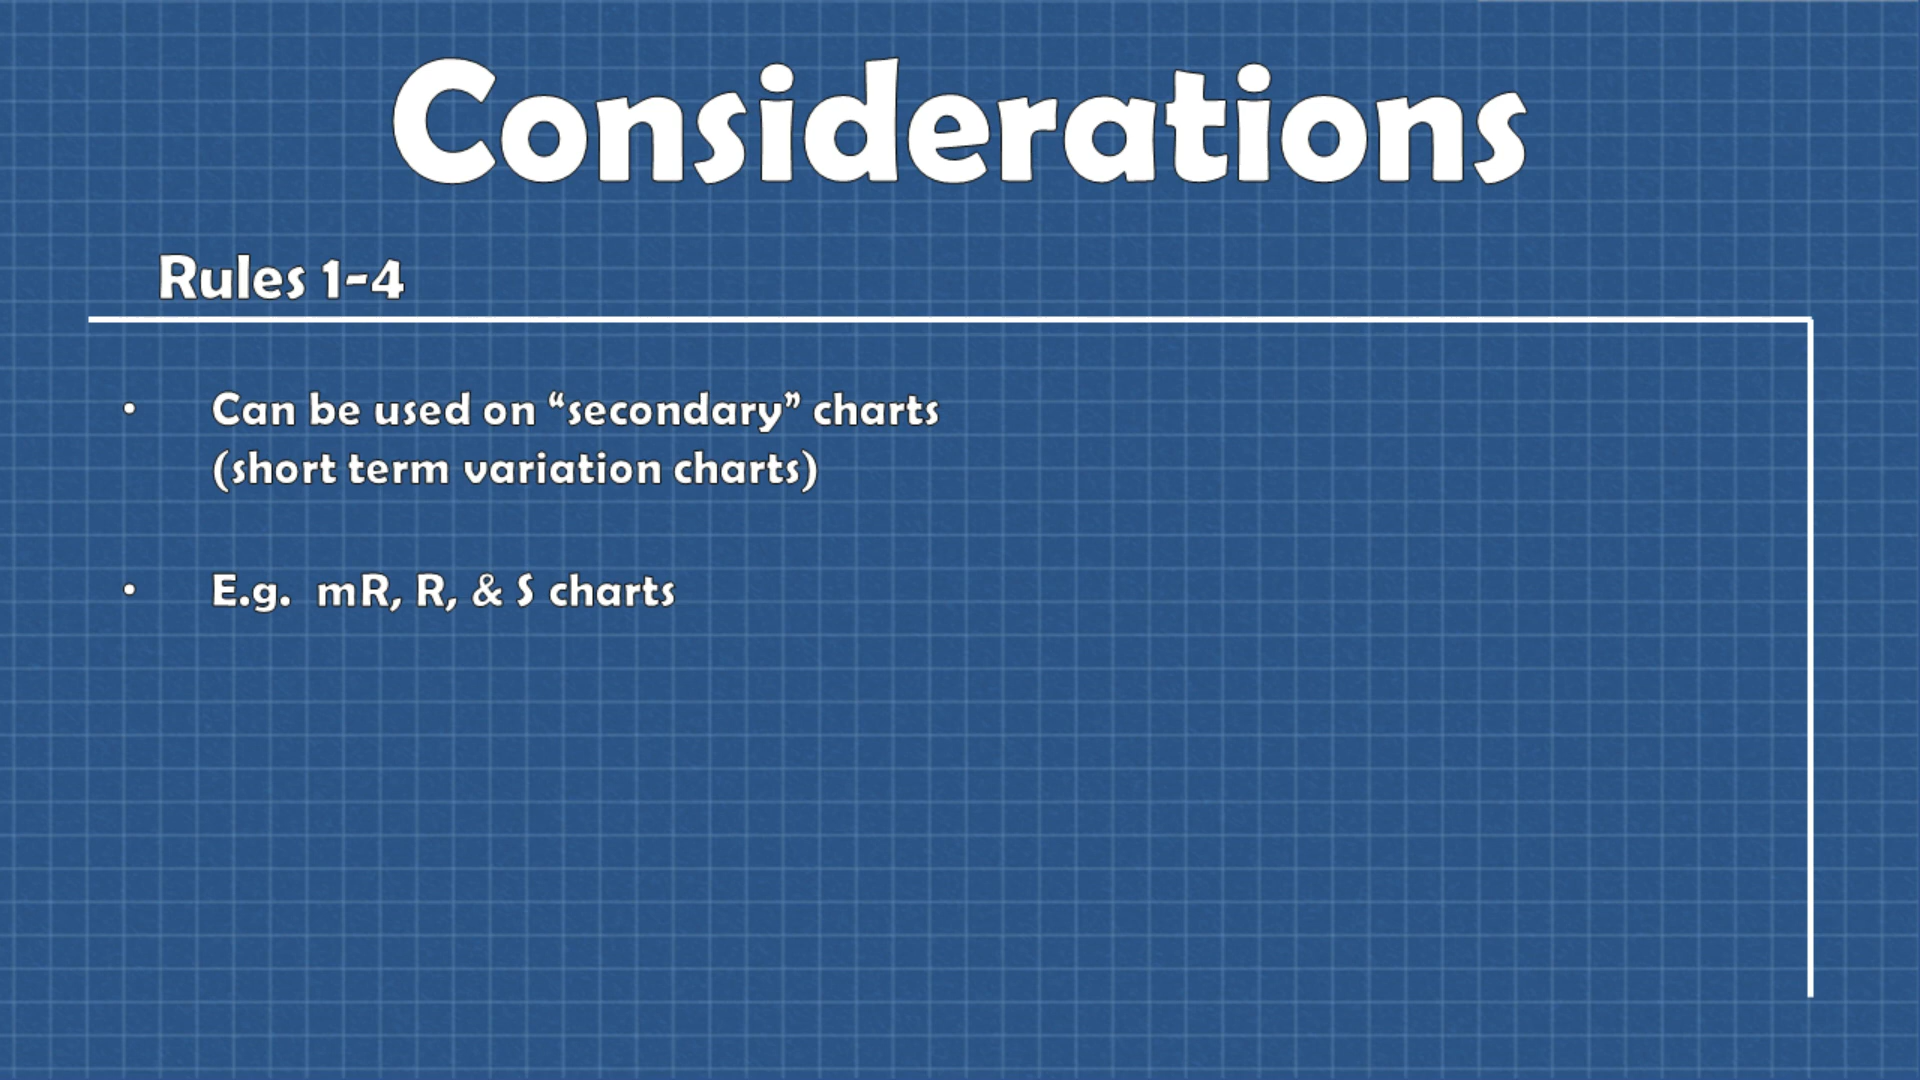 Considerations
Rules 1-4
• Can be used on “secondary” charts
(short term variation charts)
• E.g.  mR, R, & S charts